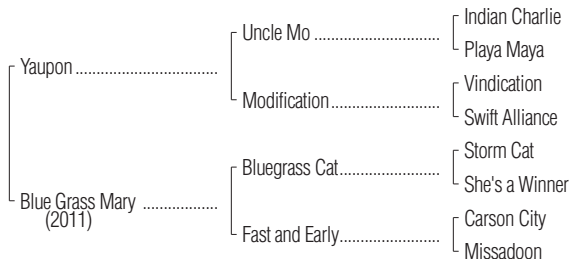 Indian Charlie
Uncle Mo ....................................
Playa Maya
Yaupon .........................................
Vindication
Modification...............................
Swift Alliance
Storm Cat
Bluegrass Cat.............................
She's a Winner
Blue Grass Mary .....................
(2011)
Carson City
Fast and Early............................
Missadoon